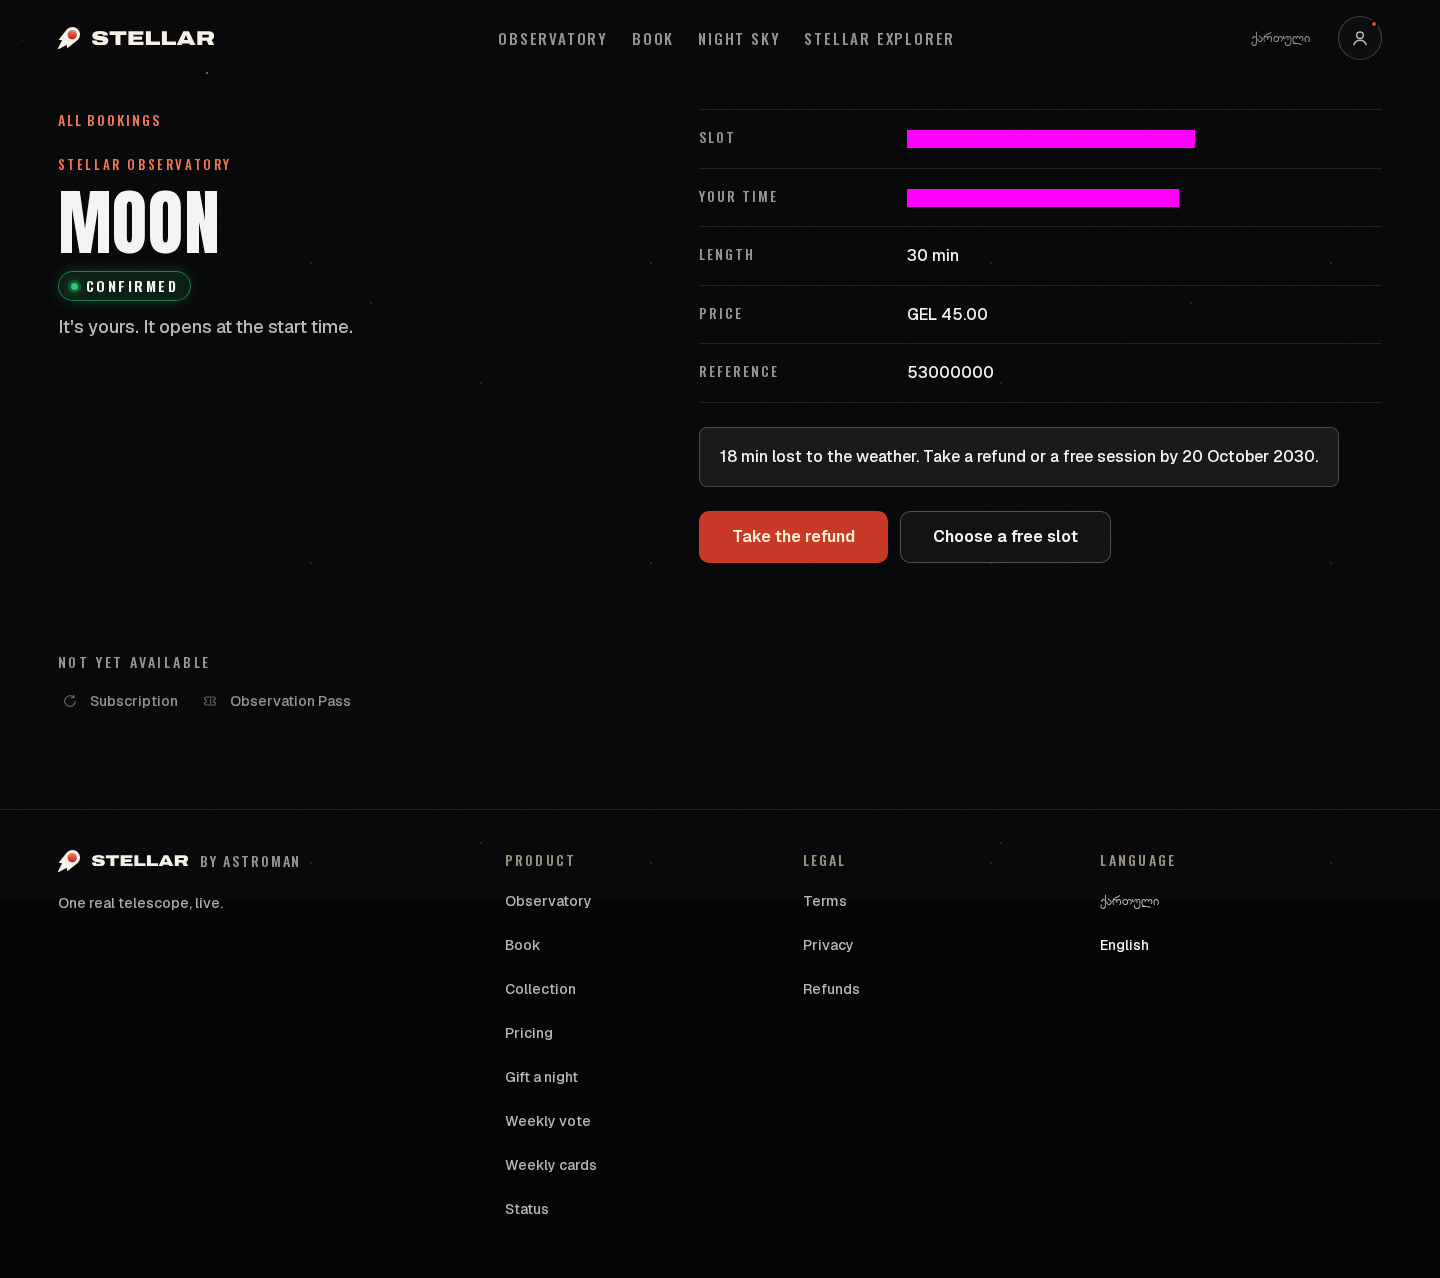 STELLAR
OBSERVATORY BOOK NIGHT SKY STELLAR EXPLORER
ქართული
ALL BOOKINGS
STELLAR OBSERVATORY
MOON
CONFIRMED
It's yours. It opens at the start time.
SLOT
YOUR TIME
LENGTH 30 min
PRICE GEL 45.00
REFERENCE 53000000
18 min lost to the weather. Take a refund or a free session by 20 October 2030.
Take the refund Choose a free slot
NOT YET AVAILABLE
Subscription Observation Pass
STELLAR BY ASTROMAN
One real telescope, live.
PRODUCT
Observatory
Book
Collection
Pricing
Gift a night
Weekly vote
Weekly cards
Status
LEGAL
Terms
Privacy
Refunds
LANGUAGE
ქართული
English